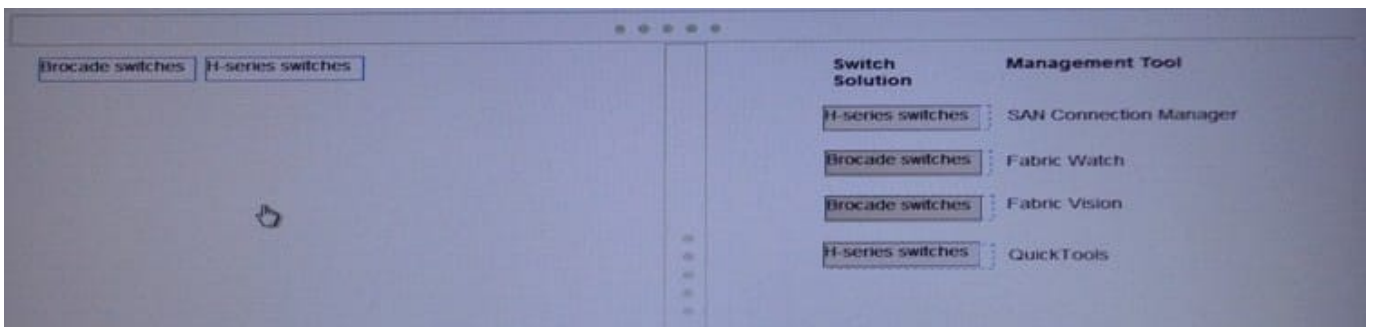 Brocade switches H-series switches
Switch Solution Management Tool
H-series switches SAN Connection Manager
Brocade switches Fabric Watch
Brocade switches Fabric Vision
H-series switches QuickTools